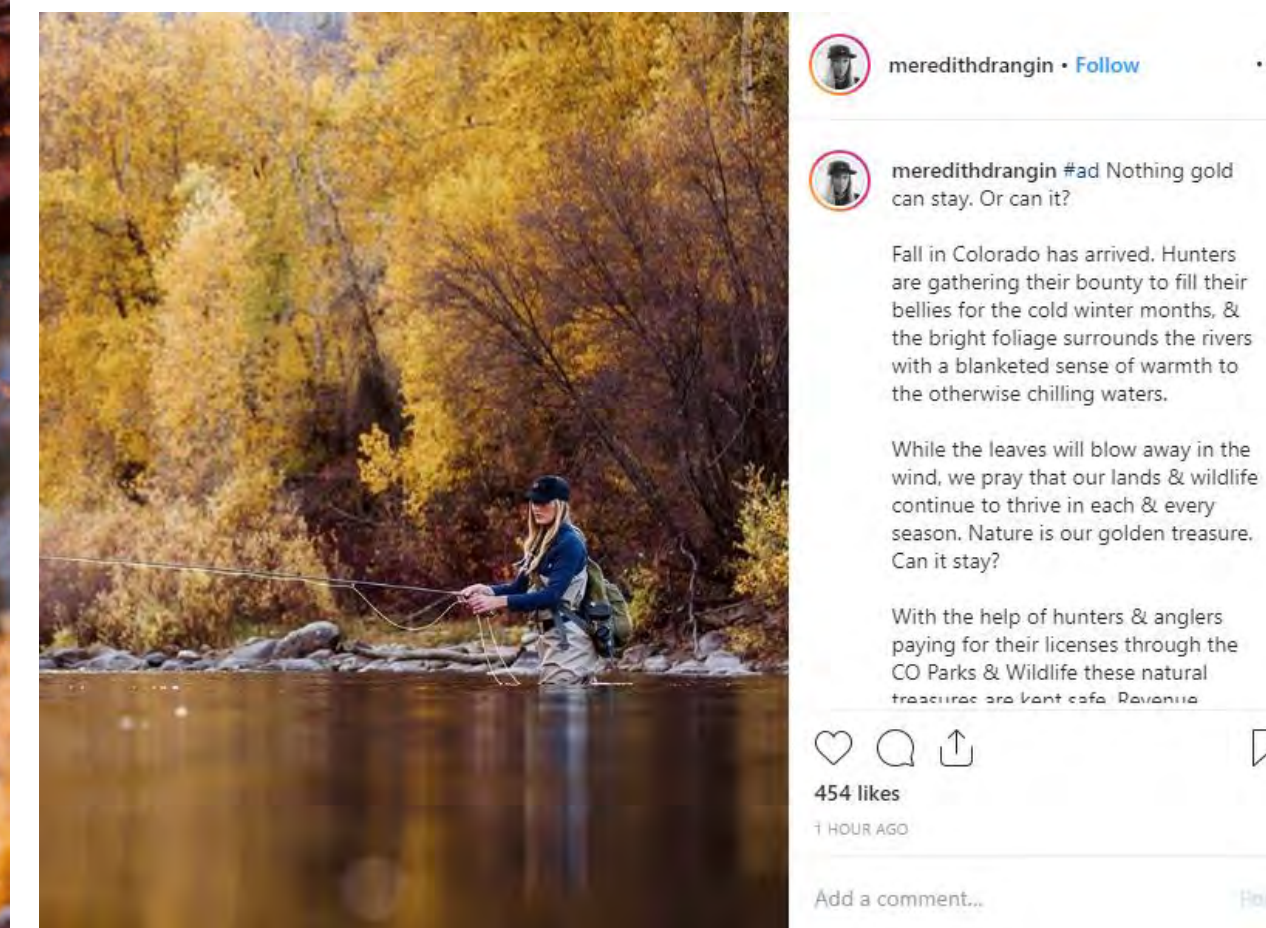 meredithdrangin • Follow
meredithdrangin #ad Nothing gold
can stay. Or can it?
Fall in Colorado has arrived. Hunters
are gathering their bounty to fill their
bellies for the cold winter months, &
the bright foliage surrounds the rivers
with a blanketed sense of warmth to
the otherwise chilling waters.
While the leaves will blow away in the
wind, we pray that our lands & wildlife
continue to thrive in each & every
season. Nature is our golden treasure.
Can it stay?
With the help of hunters & anglers
paying for their licenses through the
CO Parks & Wildlife these natural
treasures are kept safe. Revenue
454 likes
1 HOUR AGO
Add a comment...